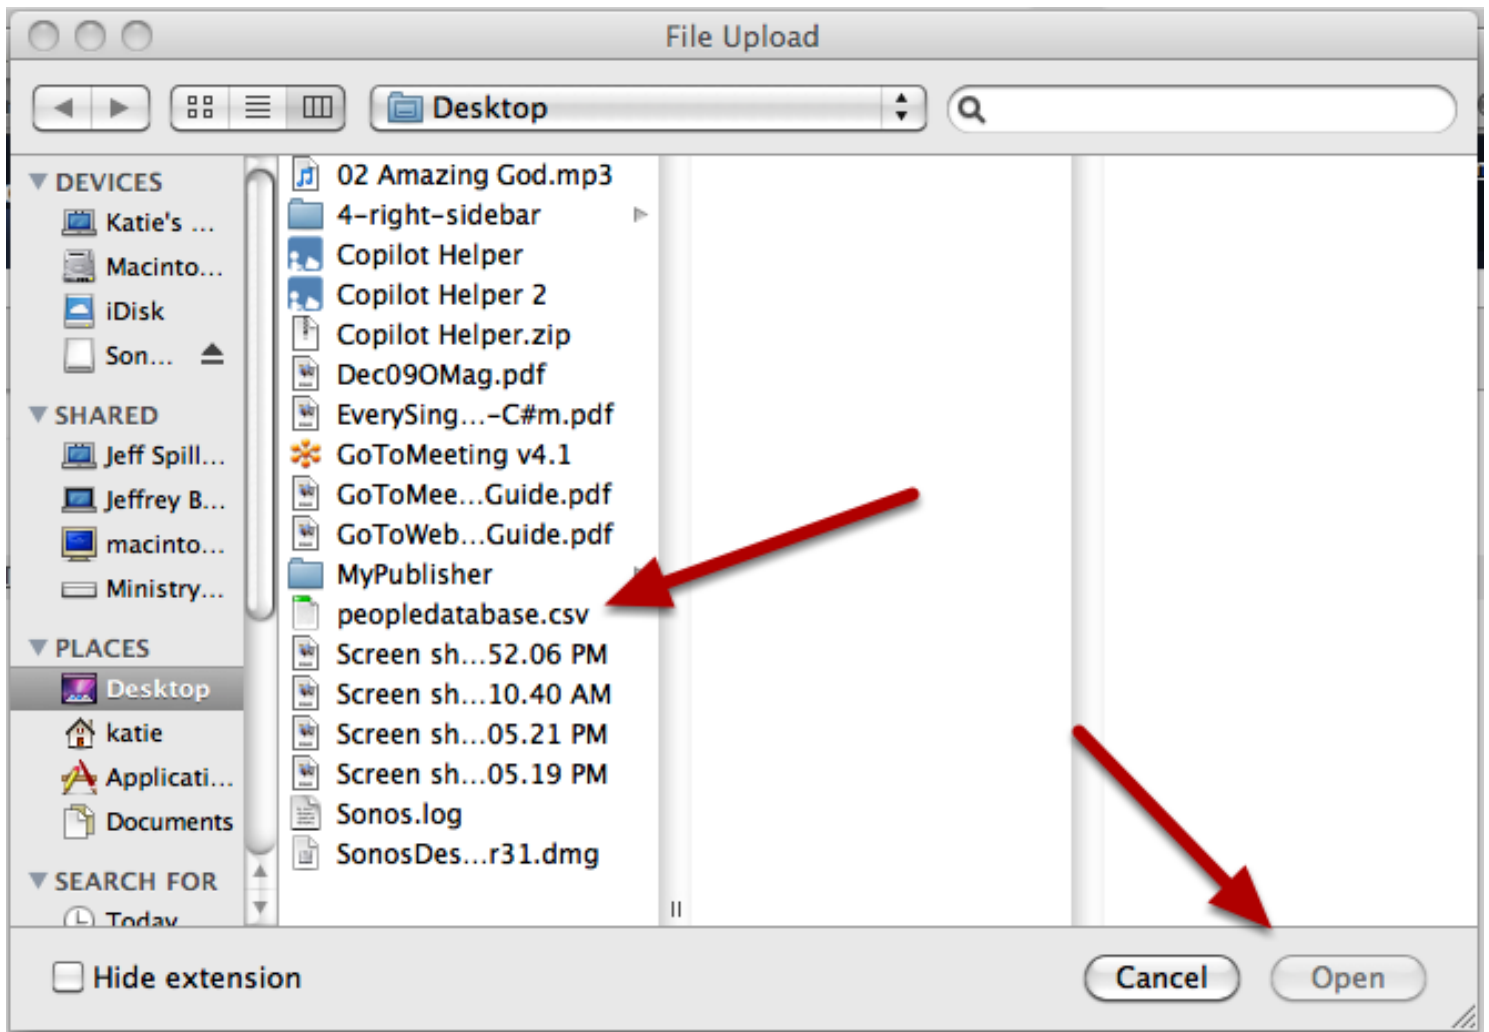 File Upload
Desktop
DEVICES
Katie's ...
Macinto...
iDisk
Son...
SHARED
Jeff Spill...
Jeffrey B...
macinto...
Ministry...
PLACES
Desktop
katie
Applicati...
Documents
SEARCH FOR
Today
02 Amazing God.mp3
4-right-sidebar
Copilot Helper
Copilot Helper 2
Copilot Helper.zip
Dec09OMag.pdf
EverySing...-C#m.pdf
GoToMeeting v4.1
GoToMee...Guide.pdf
GoToWeb...Guide.pdf
MyPublisher
peopledatabase.csv
Screen sh...52.06 PM
Screen sh...10.40 AM
Screen sh...05.21 PM
Screen sh...05.19 PM
Sonos.log
SonosDes...r31.dmg
Hide extension
Cancel
Open